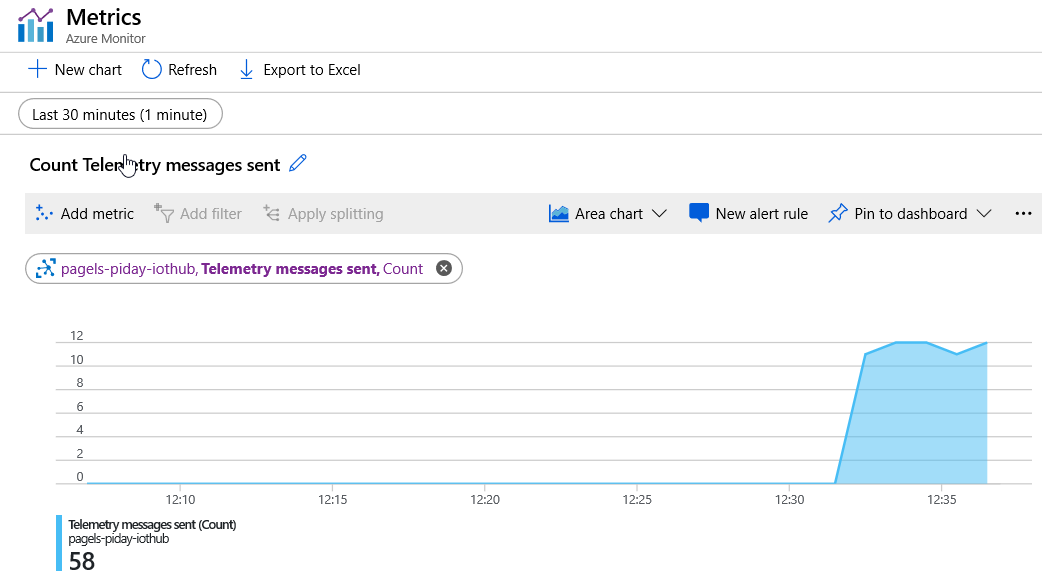 Metrics
Azure Monitor
New chart Refresh Export to Excel
Last 30 minutes (1 minute)
Count Telemetry messages sent
Add metric Add filter Apply splitting Area chart New alert rule Pin to dashboard ...
pagels-piday-iothub, Telemetry messages sent, Count
12
10
8
6
4
2
0
12:10 12:15 12:20 12:25 12:30 12:35
Telemetry messages sent (Count)
pagels-piday-iothub
58